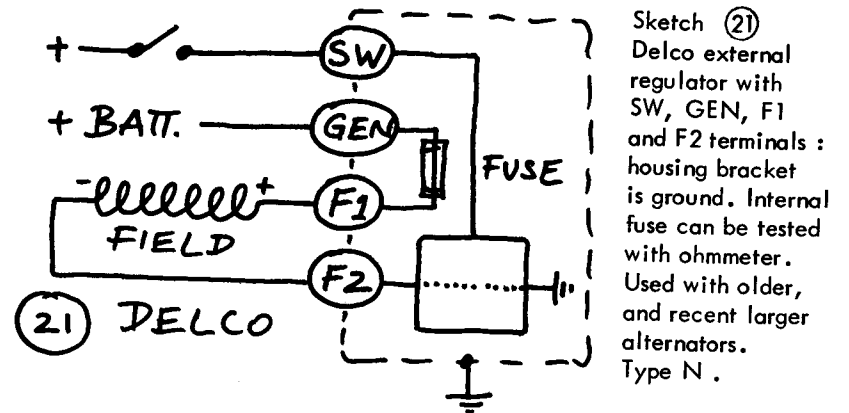 + SW
+ BATT. GEN
FUSE
- + F1
FIELD
F2
21 DELCO
Sketch 21
Delco external
regulator with
SW, GEN, F1
and F2 terminals :
housing bracket
is ground. Internal
fuse can be tested
with ohmmeter.
Used with older,
and recent larger
alternators.
Type N .